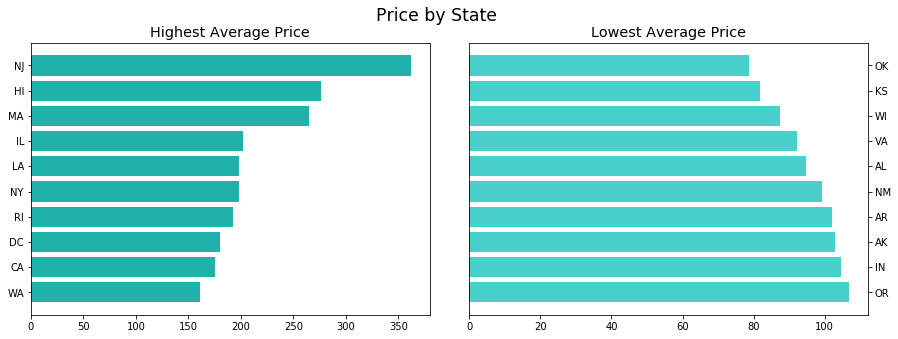 Price by State
Highest Average Price
NJ
HI
MA
IL
LA
NY
RI
DC
CA
WA
0 50 100 150 200 250 300 350
Lowest Average Price
OK
KS
WI
VA
AL
NM
AR
AK
IN
OR
0 20 40 60 80 100